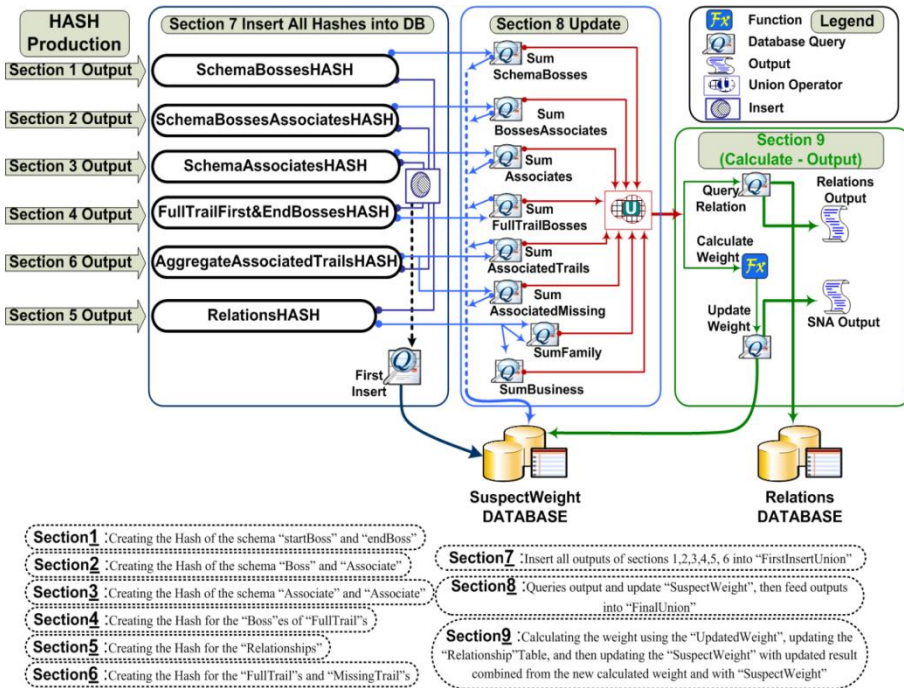 HASH
Production
Section 7 Insert All Hashes into DB
Section 8 Update
Legend
Function
Database Query
Output
Union Operator
Insert
Section 1 Output
SchemaBossesHASH
Sum
SchemaBosses
Section 2 Output
SchemaBossesAssociatesHASH
Sum
BossesAssociates
Section 3 Output
SchemaAssociatesHASH
Sum
Associates
Section 4 Output
FullTrailFirst&EndBossesHASH
Sum
FullTrailBosses
Section 6 Output
AggregateAssociatedTrailsHASH
Sum
AssociatedTrails
Sum
AssociatedMissing
Section 5 Output
RelationsHASH
SumFamily
SumBusiness
First
Insert
U
Section 9
(Calculate - Output)
Query
Relation
Relations
Output
Calculate
Weight
Fx
Update
Weight
SNA Output
SuspectWeight
DATABASE
Relations
DATABASE
Section1 :Creating the Hash of the schema “startBoss” and “endBoss”
Section2 :Creating the Hash of the schema “Boss” and “Associate”
Section3 :Creating the Hash of the schema “Associate” and “Associate”
Section4 :Creating the Hash for the “Boss”es of “FullTrail”s
Section5 :Creating the Hash for the “Relationships”
Section6 :Creating the Hash for the “FullTrail”s and “MissingTrail”s
Section7 :Insert all outputs of sections 1,2,3,4,5, 6 into “FirstInsertUnion”
Section8 :Queries output and update “SuspectWeight”, then feed outputs
into “FinalUnion”
Section9 :Calculating the weight using the “UpdatedWeight”, updating the
“Relationship”Table, and then updating the “SuspectWeight” with updated result
combined from the new calculated weight and with “SuspectWeight”